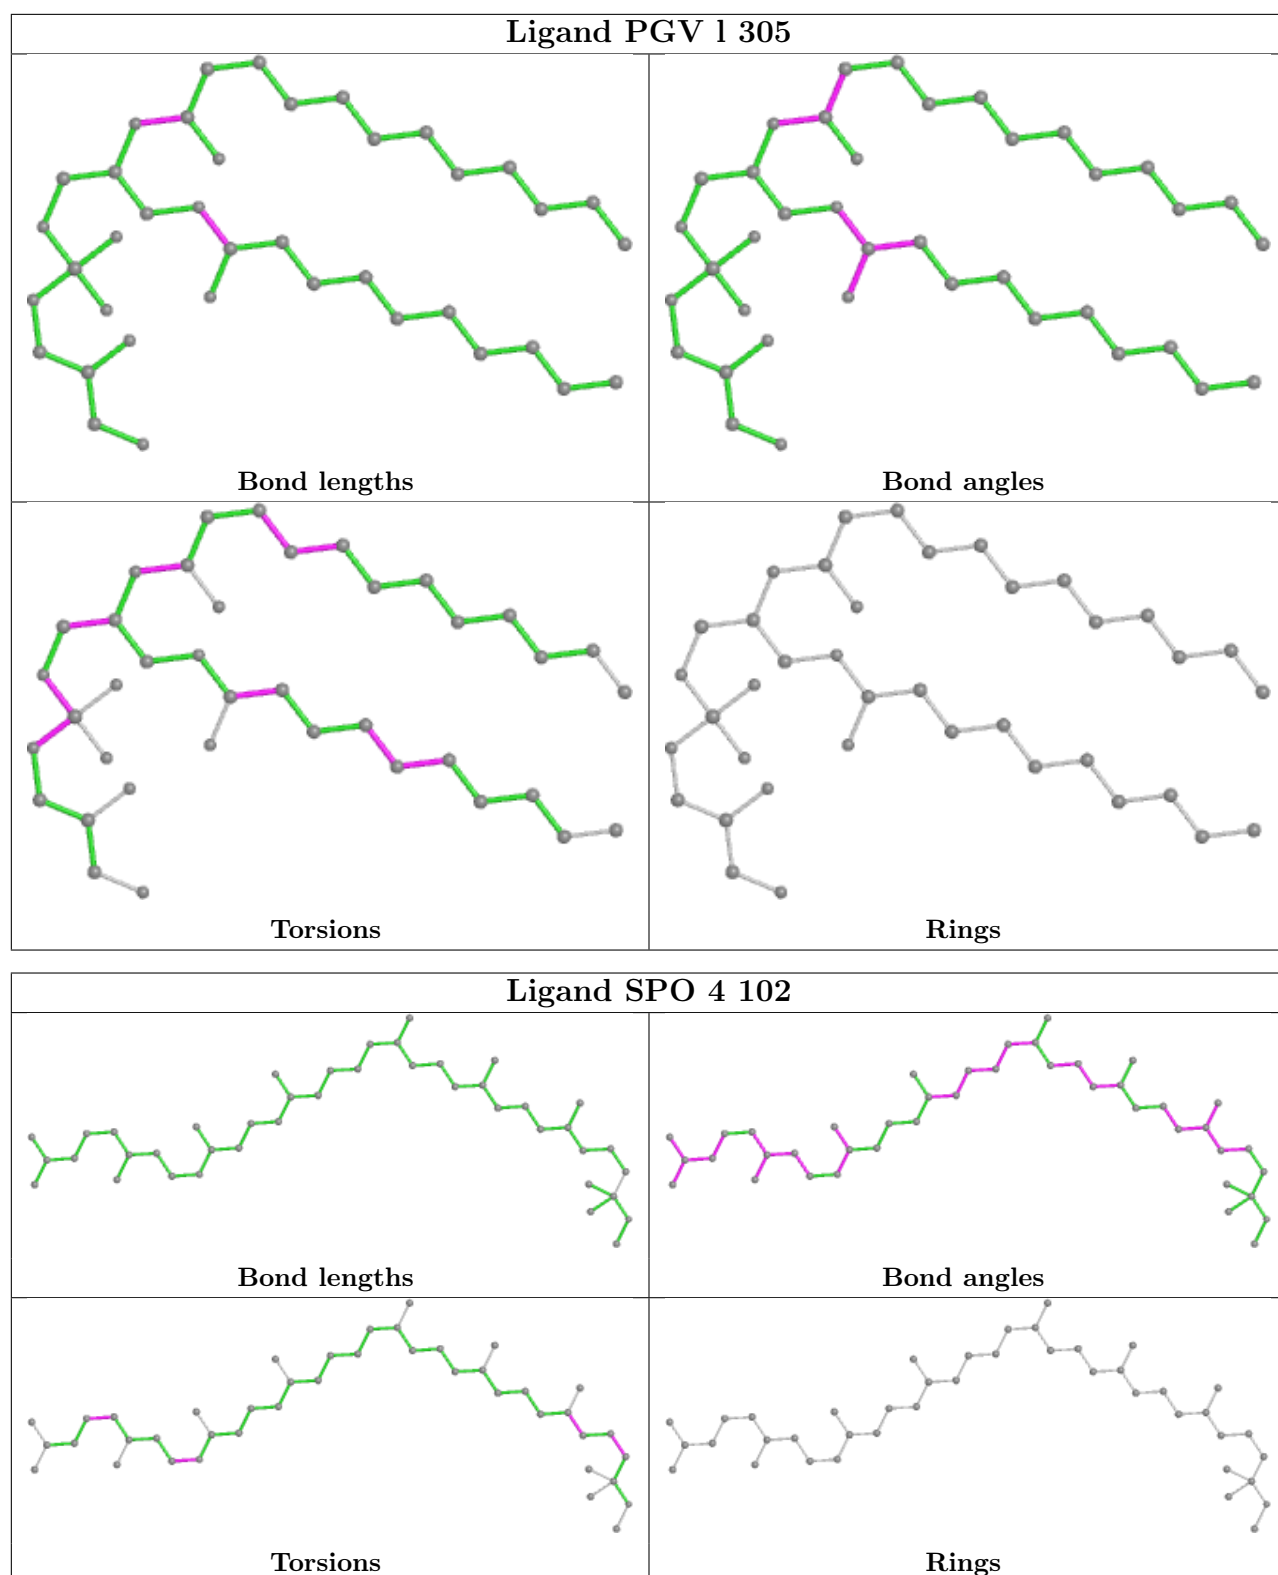 Ligand PGV l 305
Bond lengths
Bond angles
Torsions
Rings
Ligand SPO 4 102
Bond lengths
Bond angles
Torsions
Rings